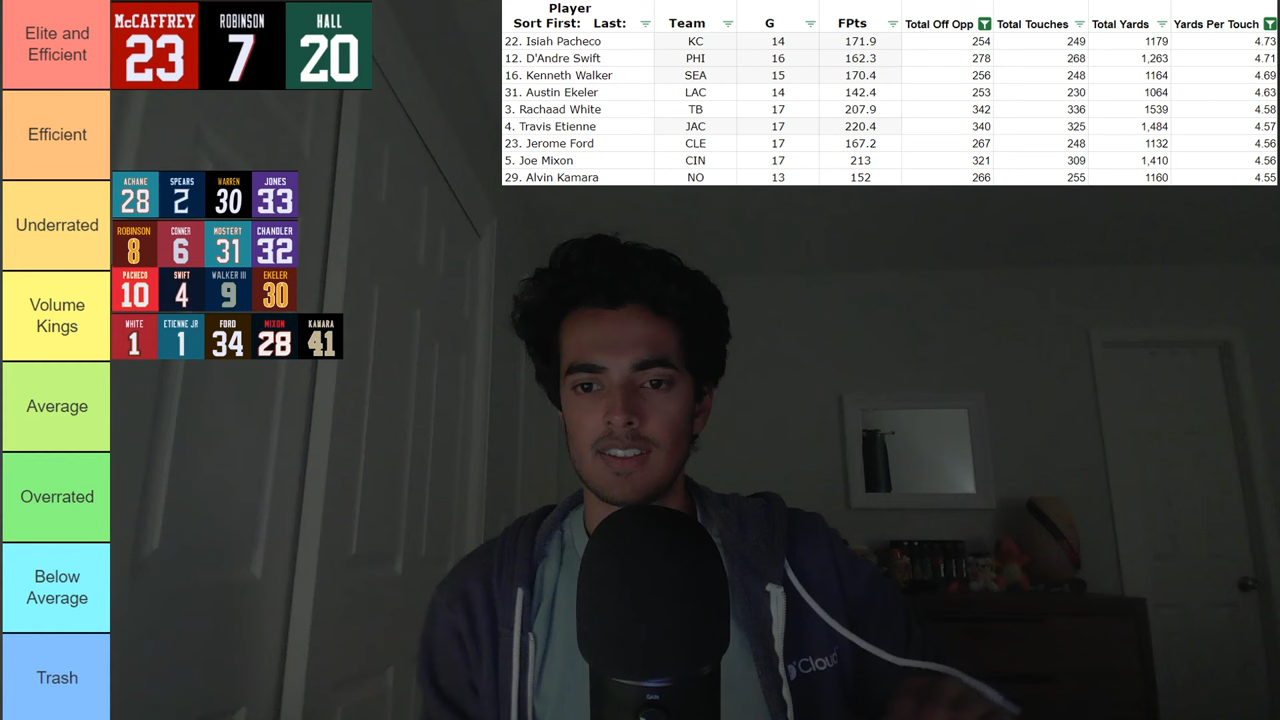 Elite and
Efficient
McCAFFREY
23
ROBINSON
7
HALL
20
Efficient
Underrated
ACHANE
28
SPEARS
2
WARREN
30
JONES
33
ROBINSON
8
CONNER
6
MOSTERT
31
CHANDLER
32
Volume
Kings
PACHECO
10
SWIFT
4
WALKER III
9
EKELER
30
WHITE
1
ETIENNE JR
1
FORD
34
MIXON
28
KAMARA
41
Average
Overrated
Below
Average
Trash
Player
Sort First: Last: Team G FPts Total Off Opp Total Touches Total Yards Yards Per Touch
22. Isiah Pacheco KC 14 171.9 254 249 1179 4.73
12. D'Andre Swift PHI 16 162.3 278 268 1,263 4.71
16. Kenneth Walker SEA 15 170.4 256 248 1164 4.69
31. Austin Ekeler LAC 14 142.4 253 230 1064 4.63
3. Rachaad White TB 17 207.9 342 336 1539 4.58
4. Travis Etienne JAC 17 220.4 340 325 1,484 4.57
23. Jerome Ford CLE 17 167.2 267 248 1132 4.56
5. Joe Mixon CIN 17 213 321 309 1,410 4.56
29. Alvin Kamara NO 13 152 266 255 1160 4.55
Cloud